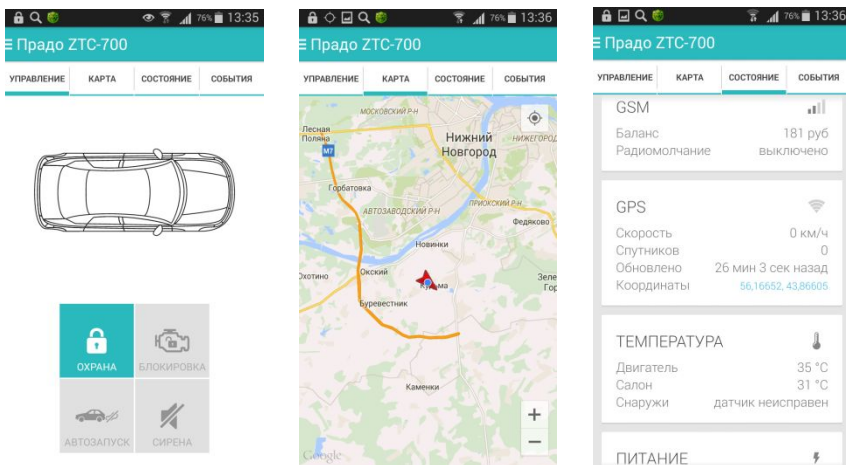 76% 13:35
Прадо ZTC-700
УПРАВЛЕНИЕ КАРТА СОСТОЯНИЕ СОБЫТИЯ
ОХРАНА БЛОКИРОВКА
АВТОЗАПУСК СИРЕНА
76% 13:36
Прадо ZTC-700
УПРАВЛЕНИЕ КАРТА СОСТОЯНИЕ СОБЫТИЯ
МОСКОВСКИЙ Р-Н
Лесная
Поляна
М7
Нижний
Новгород
НИЖЕГОРОД
Горбатовка
АВТОЗАВОДСКИЙ Р-Н
ПРИОКСКИЙ Р-Н
Федяково
Новинки
Окский
Зеле
Гор
Буревестник
Каменки
+
−
Google
76% 13:36
Прадо ZTC-700
УПРАВЛЕНИЕ КАРТА СОСТОЯНИЕ СОБЫТИЯ
GSM
Баланс 181 руб
Радиомолчание выключено
GPS
Скорость 0 км/ч
Спутников 0
Обновлено 26 мин 3 сек назад
Координаты 56,16652, 43,86605
ТЕМПЕРАТУРА
Двигатель 35 °C
Салон 31 °C
Снаружи датчик неисправен
ПИТАНИЕ